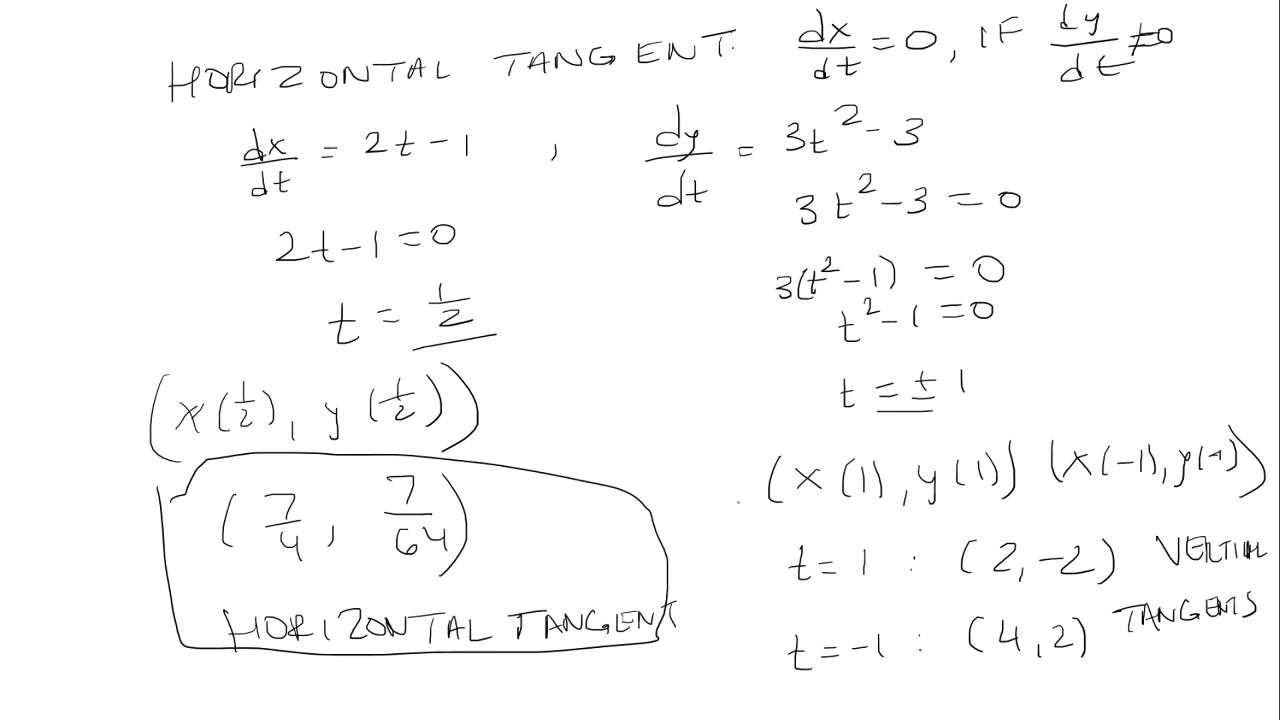 HORIZONTAL TANGENT. dx/dt = 0, IF dy/dt ≠ 0
dx/dt = 2t - 1 , dy/dt = 3t² - 3
2t - 1 = 0
t = 1/2
(x(1/2), y(1/2))
(7/4, 7/64)
HORIZONTAL TANGENT
3t² - 3 = 0
3(t² - 1) = 0
t² - 1 = 0
t = ± 1
(x(1), y(1)) (x(-1), y(-1))
t = 1 : (2, -2) VERTICAL
t = -1 : (4, 2) TANGENTS